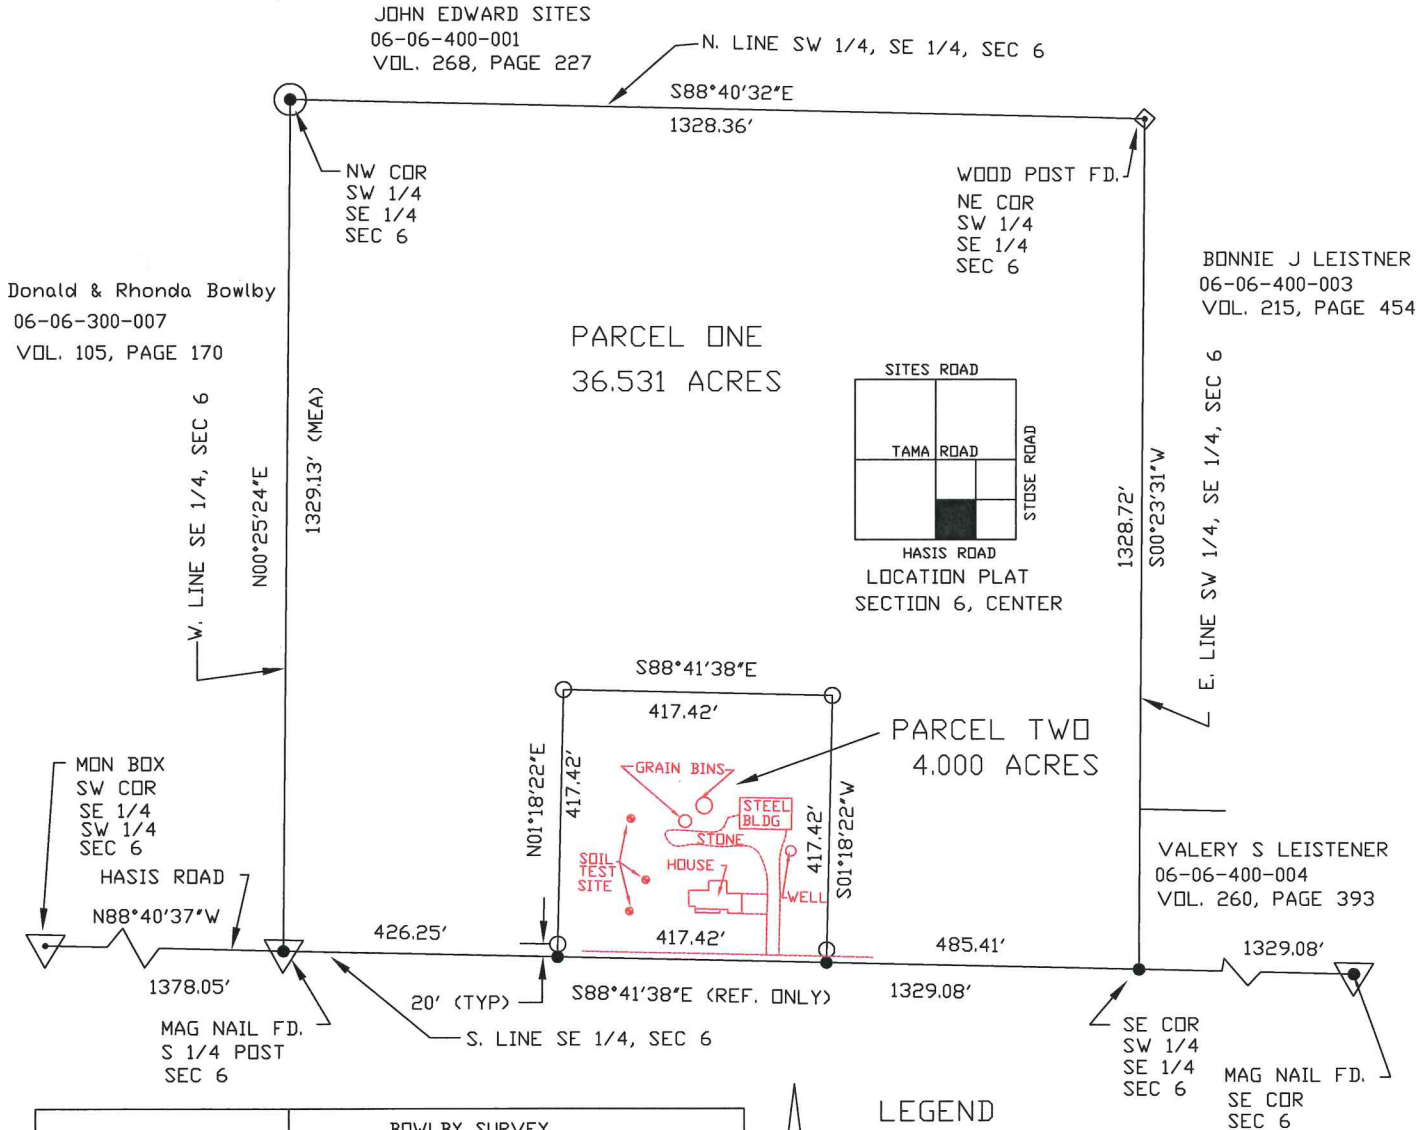 JOHN EDWARD SITES
06-06-400-001
VOL. 268, PAGE 227
N. LINE SW 1/4, SE 1/4, SEC 6
S88°40'32"E
1328.36'
NW COR
SW 1/4
SE 1/4
SEC 6
WOOD POST FD.
NE COR
SW 1/4
SE 1/4
SEC 6
BONNIE J LEISTNER
06-06-400-003
VOL. 215, PAGE 454
Donald & Rhonda Bowlby
06-06-300-007
VOL. 105, PAGE 170
PARCEL ONE
36.531 ACRES
W. LINE SE 1/4, SEC 6
N00°25'24"E
1329.13' (MEA)
SITES ROAD
TAMA ROAD
STOSE ROAD
HASIS ROAD
LOCATION PLAT
SECTION 6, CENTER
1328.72'
S00°23'31"W
E. LINE SW 1/4, SE 1/4, SEC 6
S88°41'38"E
417.42'
PARCEL TWO
4.000 ACRES
N01°18'22"E
417.42'
GRAIN BINS
STEEL
BLDG
STONE
SOIL
TEST
SITE
HOUSE
WELL
417.42'
S01°18'22"W
417.42'
MON BOX
SW COR
SE 1/4
SW 1/4
SEC 6
HASIS ROAD
N88°40'37"W
1378.05'
426.25'
485.41'
1329.08'
VALERY S LEISTENER
06-06-400-004
VOL. 260, PAGE 393
20' (TYP)
S88°41'38"E (REF. ONLY)
1329.08'
MAG NAIL FD.
S 1/4 POST
SEC 6
S. LINE SE 1/4, SEC 6
SE COR
SW 1/4
SE 1/4
SEC 6
MAG NAIL FD.
SE COR
SEC 6
BOWLBY SURVEY
LEGEND